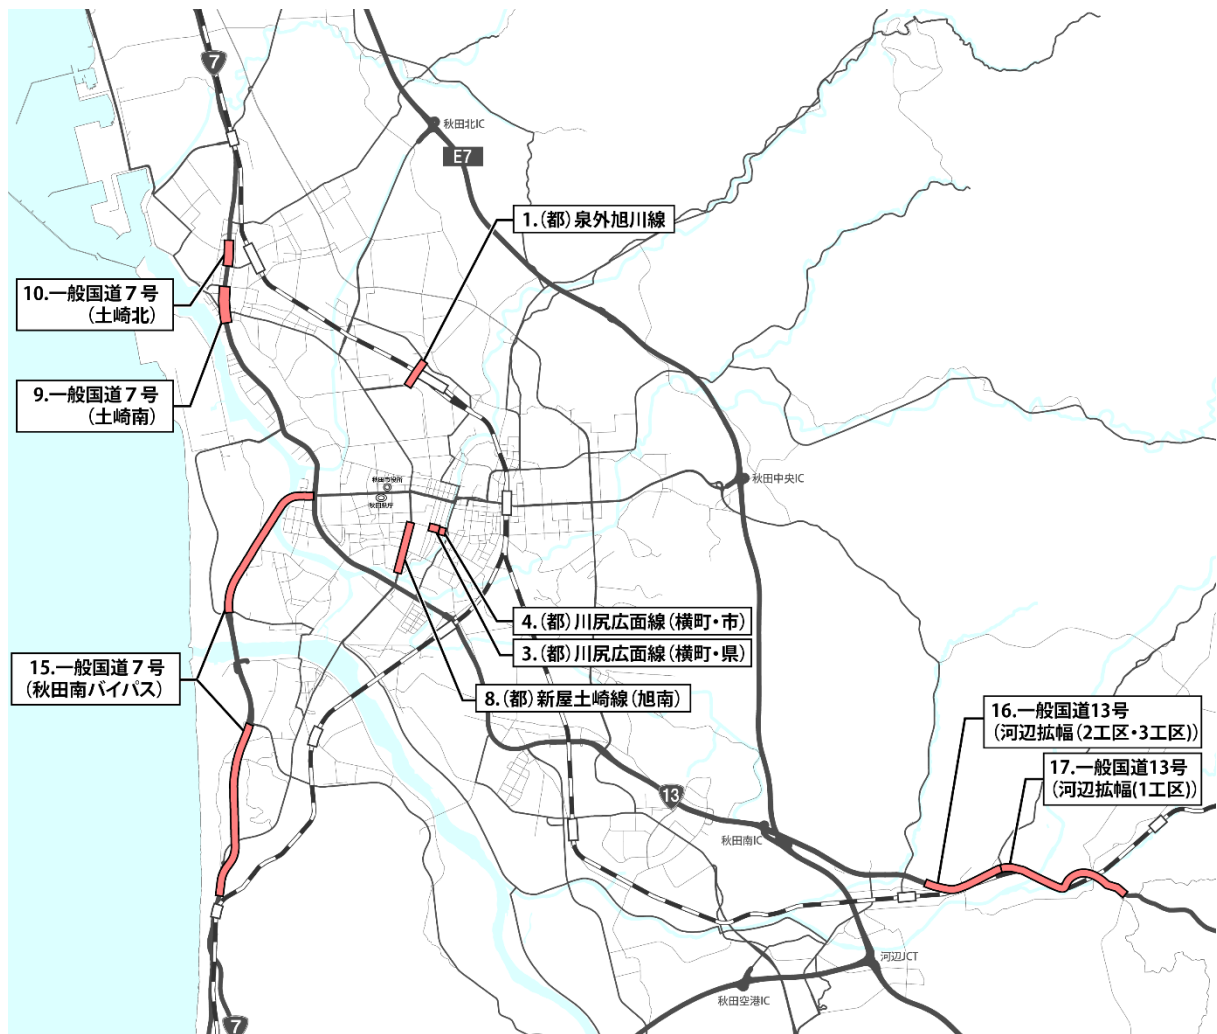 7
秋田北IC
E7
1.(都)泉外旭川線
10.一般国道7号
(土崎北)
9.一般国道7号
(土崎南)
秋田市役所
秋田県庁
秋田中央IC
4.(都)川尻広面線(横町・市)
3.(都)川尻広面線(横町・県)
15.一般国道7号
(秋田南バイパス)
8.(都)新屋土崎線(旭南)
16.一般国道13号
(河辺拡幅(2工区・3工区))
17.一般国道13号
(河辺拡幅(1工区))
13
秋田南IC
河辺JCT
秋田空港IC
7